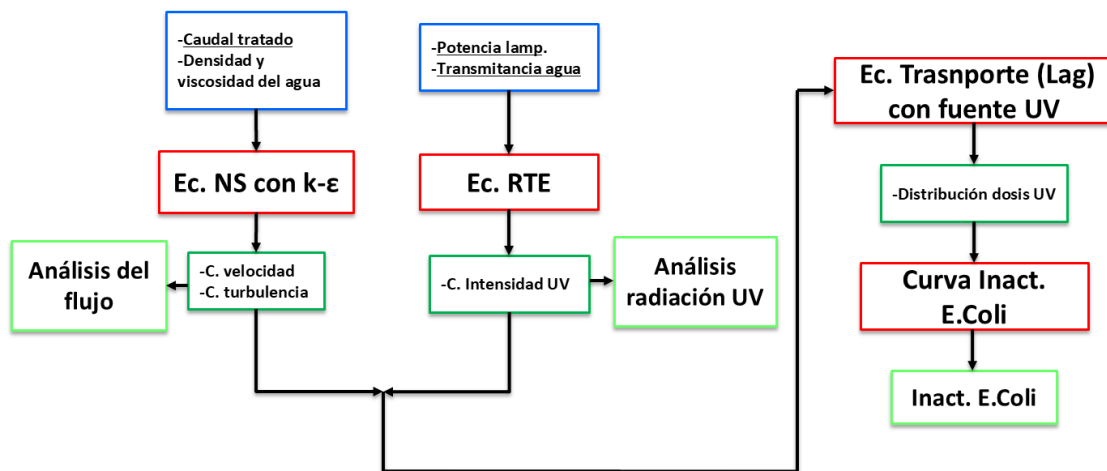 -Caudal tratado
-Densidad y
viscosidad del agua
-Potencia lamp.
-Transmitancia agua
Ec. Trasnporte (Lag)
con fuente UV
Ec. NS con k-ε
Ec. RTE
-Distribución dosis UV
Análisis del
flujo
-C. velocidad
-C. turbulencia
-C. Intensidad UV
Análisis
radiación UV
Curva Inact.
E.Coli
Inact. E.Coli